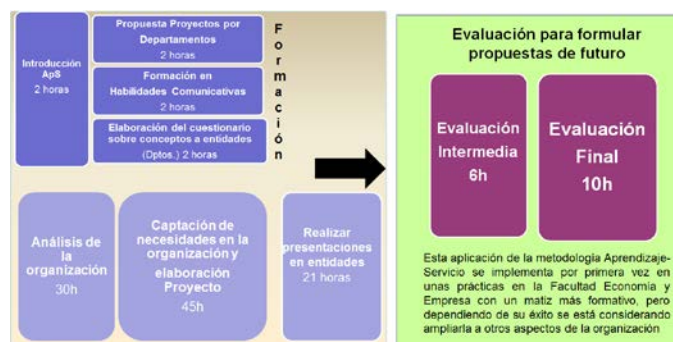 Introducción
ApS
2 horas
Propuesta Proyectos por
Departamentos
2 horas
Formación en
Habilidades Comunicativas
2 horas
Elaboración del cuestionario
sobre conceptos a entidades
(Dptos.) 2 horas
Formación
Análisis de
la
organización
30h
Captación de
necesidades en la
organización y
elaboración
Proyecto
45h
Realizar
presentaciones
en entidades
21 horas
Evaluación para formular
propuestas de futuro
Evaluación
Intermedia
6h
Evaluación
Final
10h
Esta aplicación de la metodología Aprendizaje-
Servicio se implementa por primera vez en
unas prácticas en la Facultad Economía y
Empresa con un matiz más formativo, pero
dependiendo de su éxito se está considerando
ampliarla a otros aspectos de la organización